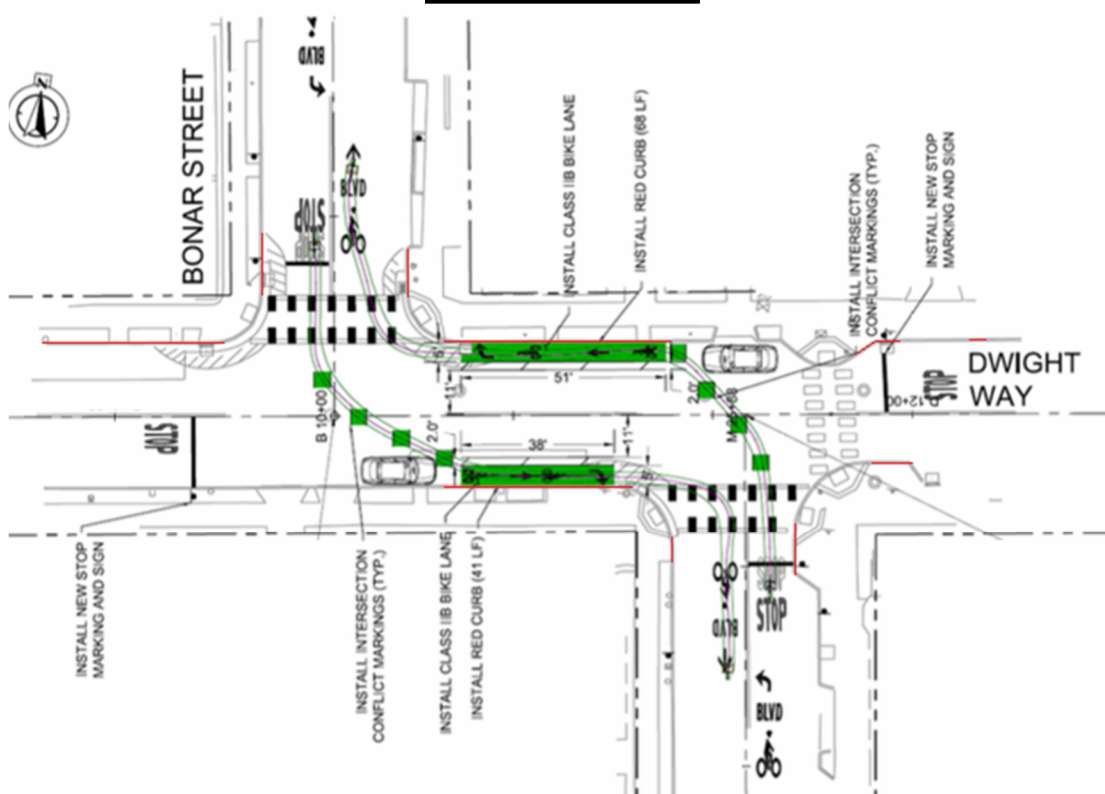 N
BLVD
BONAR STREET
INSTALL CLASS IIB BIKE LANE
INSTALL RED CURB (68 LF)
INSTALL INTERSECTION
CONFLICT MARKINGS (TYP.)
INSTALL NEW STOP
MARKING AND SIGN
BLVD
STOP
5'
51'
11'
2.0'
DWIGHT
WAY
STOP
B 10+00
STOP
2.0'
38'
11'
5'
INSTALL NEW STOP
MARKING AND SIGN
INSTALL INTERSECTION
CONFLICT MARKINGS (TYP.)
INSTALL CLASS IIB BIKE LANE
INSTALL RED CURB (41 LF)
BLVD
STOP
BLVD